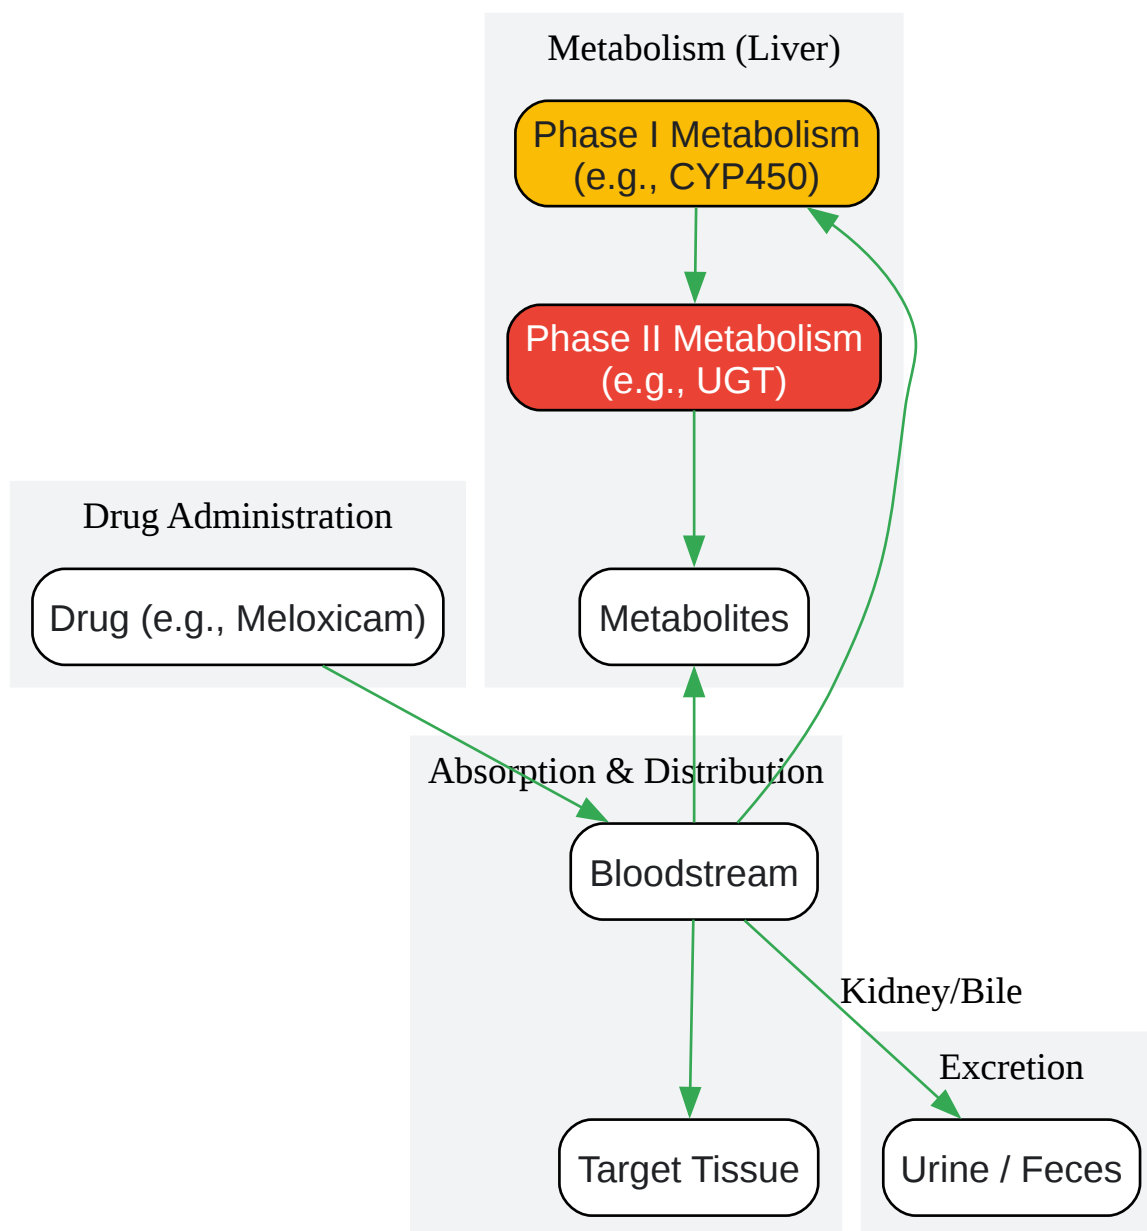 Metabolism (Liver)
Phase I Metabolism
(e.g., CYP450)
Phase II Metabolism
(e.g., UGT)
Drug Administration
Drug (e.g., Meloxicam)
Metabolites
Absorption & Distribution
Bloodstream
Kidney/Bile
Excretion
Target Tissue
Urine / Feces